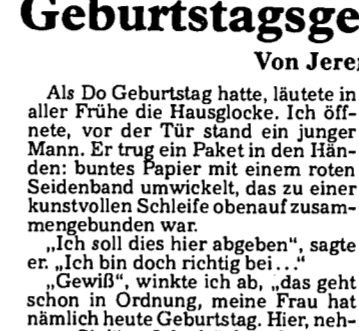 Geburtstagsge
Von Jere
Als Do Geburtstag hatte, läutete in
aller Frühe die Hausglocke. Ich öff-
nete, vor der Tür stand ein junger
Mann. Er trug ein Paket in den Hän-
den: buntes Papier mit einem roten
Seidenband umwickelt, das zu einer
kunstvollen Schleife obenauf zusam-
mengebunden war.
„Ich soll dies hier abgeben“, sagte
er. „Ich bin doch richtig bei . . .“
„Gewiß“, winkte ich ab, „das geht
schon in Ordnung, meine Frau hat
nämlich heute Geburtstag. Hier, neh-